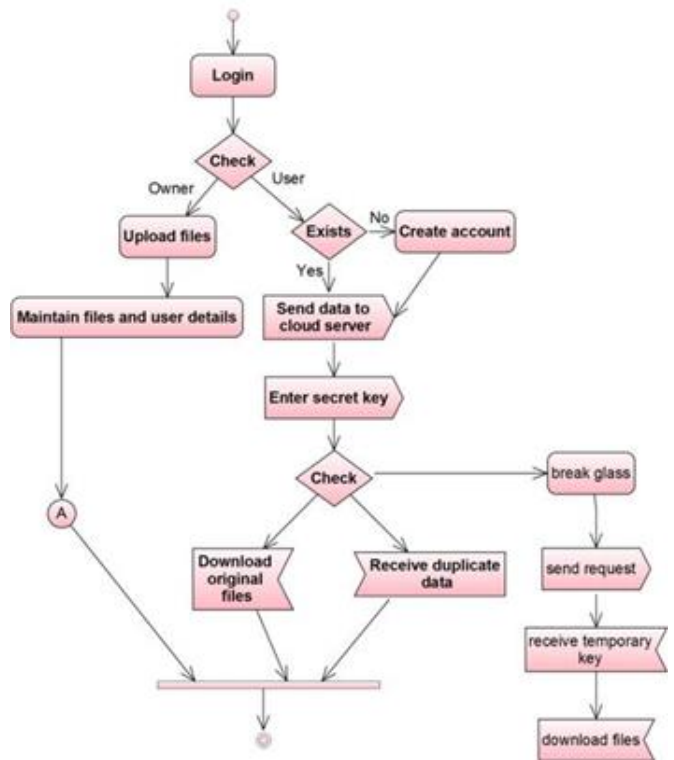 Login
Check
Owner
User
Upload files
Exists
No
Create account
Yes
Maintain files and user details
Send data to
cloud server
Enter secret key
Check
break glass
A
Download
original
files
Receive duplicate
data
send request
receive temporary
key
download files